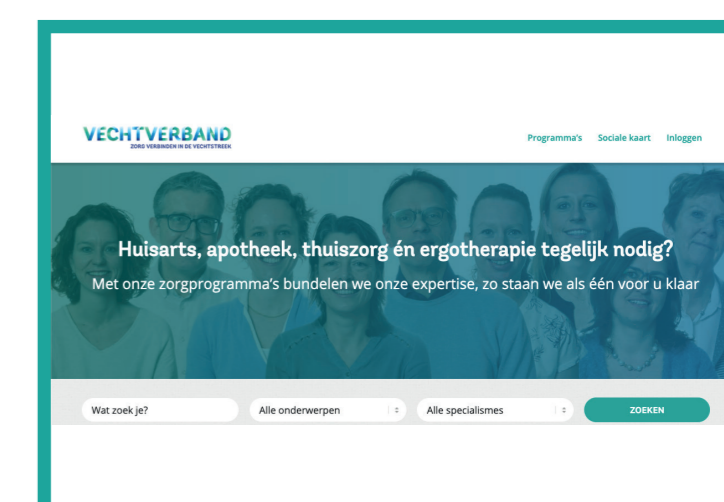 VECHTVERBAND
ZORG VERBINDEN IN DE VECHTSTREEK
Programma's Sociale kaart Inloggen
Huisarts, apotheek, thuiszorg én ergotherapie tegelijk nodig?
Met onze zorgprogramma's bundelen we onze expertise, zo staan we als één voor u klaar
Wat zoek je? Alle onderwerpen Alle specialismes ZOEKEN